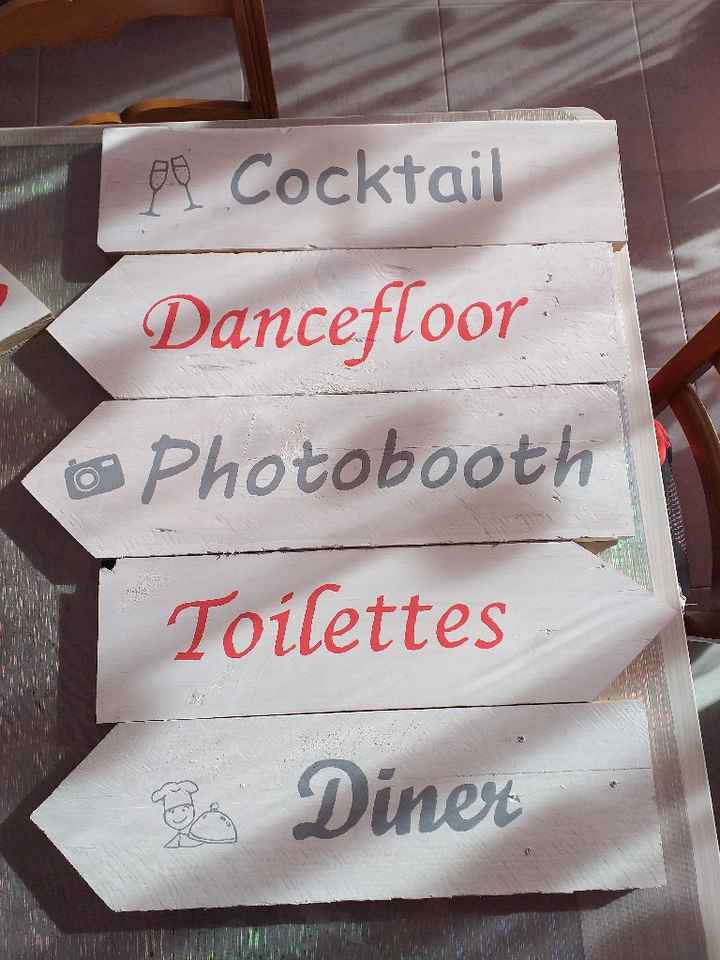 Cocktail
Dancefloor
Photobooth
Toilettes
Diner